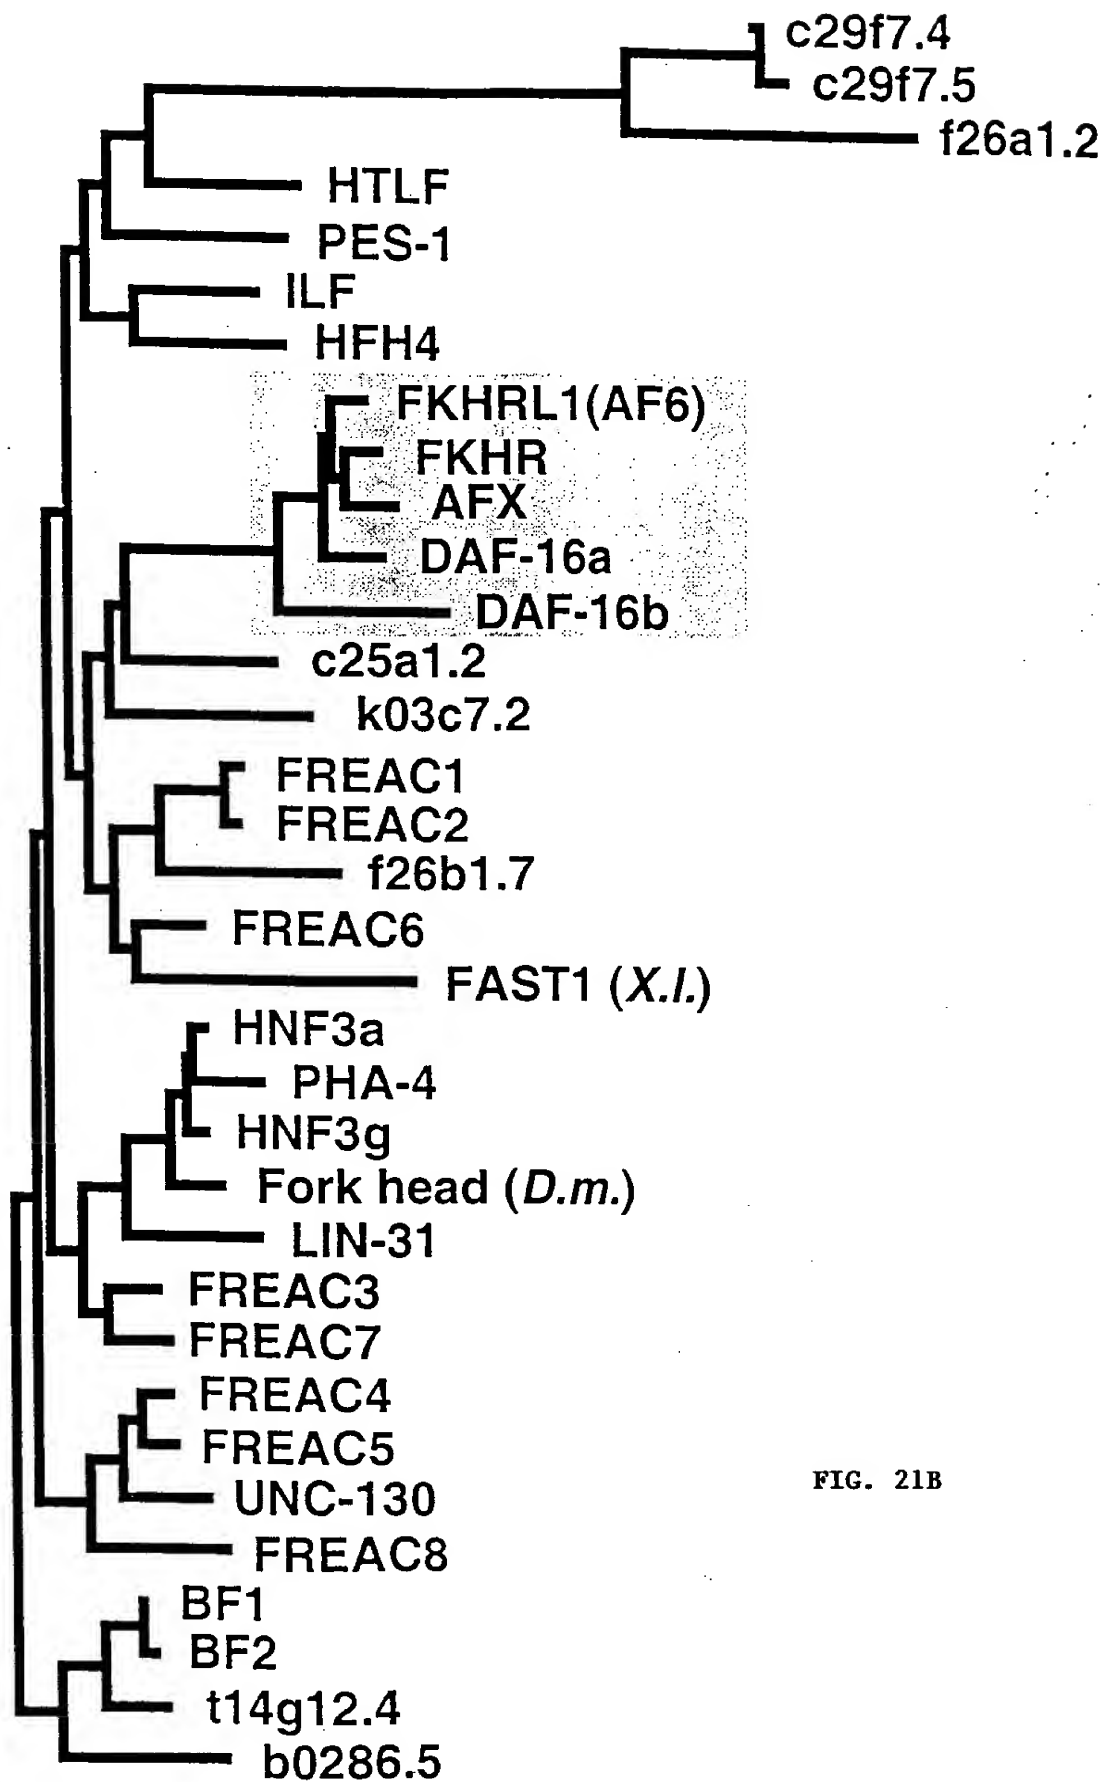 c29f7.4
c29f7.5
f26a1.2
HTLF
PES-1
ILF
HFH4
FKHRL1(AF6)
FKHR
AFX
DAF-16a
DAF-16b
c25a1.2
k03c7.2
FREAC1
FREAC2
f26b1.7
FREAC6
FAST1 (X.l.)
HNF3a
PHA-4
HNF3g
Fork head (D.m.)
LIN-31
FREAC3
FREAC7
FREAC4
FREAC5
UNC-130
FIG. 21B
FREAC8
BF1
BF2
t14g12.4
b0286.5